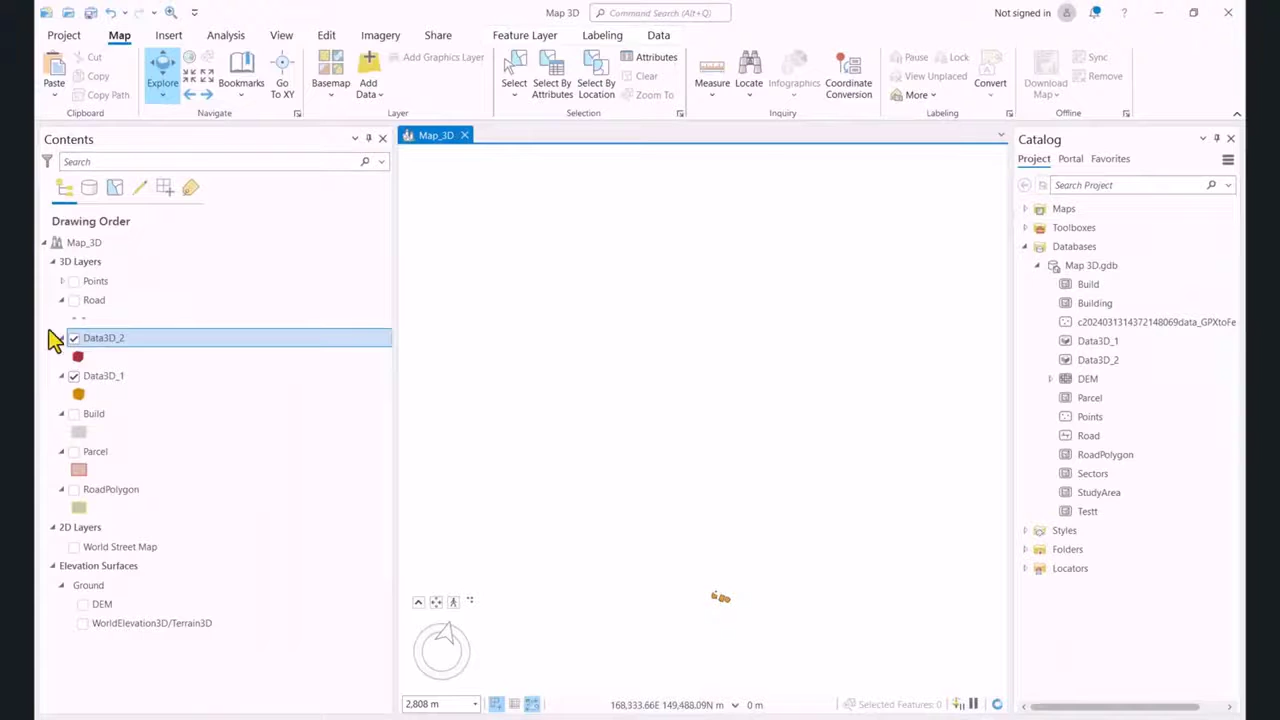 Map 3D
Command Search (Alt+Q)
Not signed in
Project
Map
Insert
Analysis
View
Edit
Imagery
Share
Feature Layer
Labeling
Data
Paste
Cut
Copy
Copy Path
Clipboard
Explore
Bookmarks
Go
To XY
Navigate
Basemap
Add
Data
Add Graphics Layer
Layer
Select
Select By
Attributes
Select By
Location
Attributes
Clear
Zoom To
Selection
Measure
Locate
Infographics
Coordinate
Conversion
Inquiry
Pause
Lock
View Unplaced
More
Convert
Labeling
Download
Map
Sync
Remove
Offline
Contents
Search
Drawing Order
Map_3D
3D Layers
Points
Road
Data3D_2
Data3D_1
Build
Parcel
RoadPolygon
2D Layers
World Street Map
Elevation Surfaces
Ground
DEM
WorldElevation3D/Terrain3D
Map_3D
2,808 m
168,333.66E 149,488.09N m
0 m
Selected Features: 0
Catalog
Project
Portal
Favorites
Search Project
Maps
Toolboxes
Databases
Map 3D.gdb
Build
Building
c2024031314372148069data_GPXtoFe
Data3D_1
Data3D_2
DEM
Parcel
Points
Road
RoadPolygon
Sectors
StudyArea
Testt
Styles
Folders
Locators